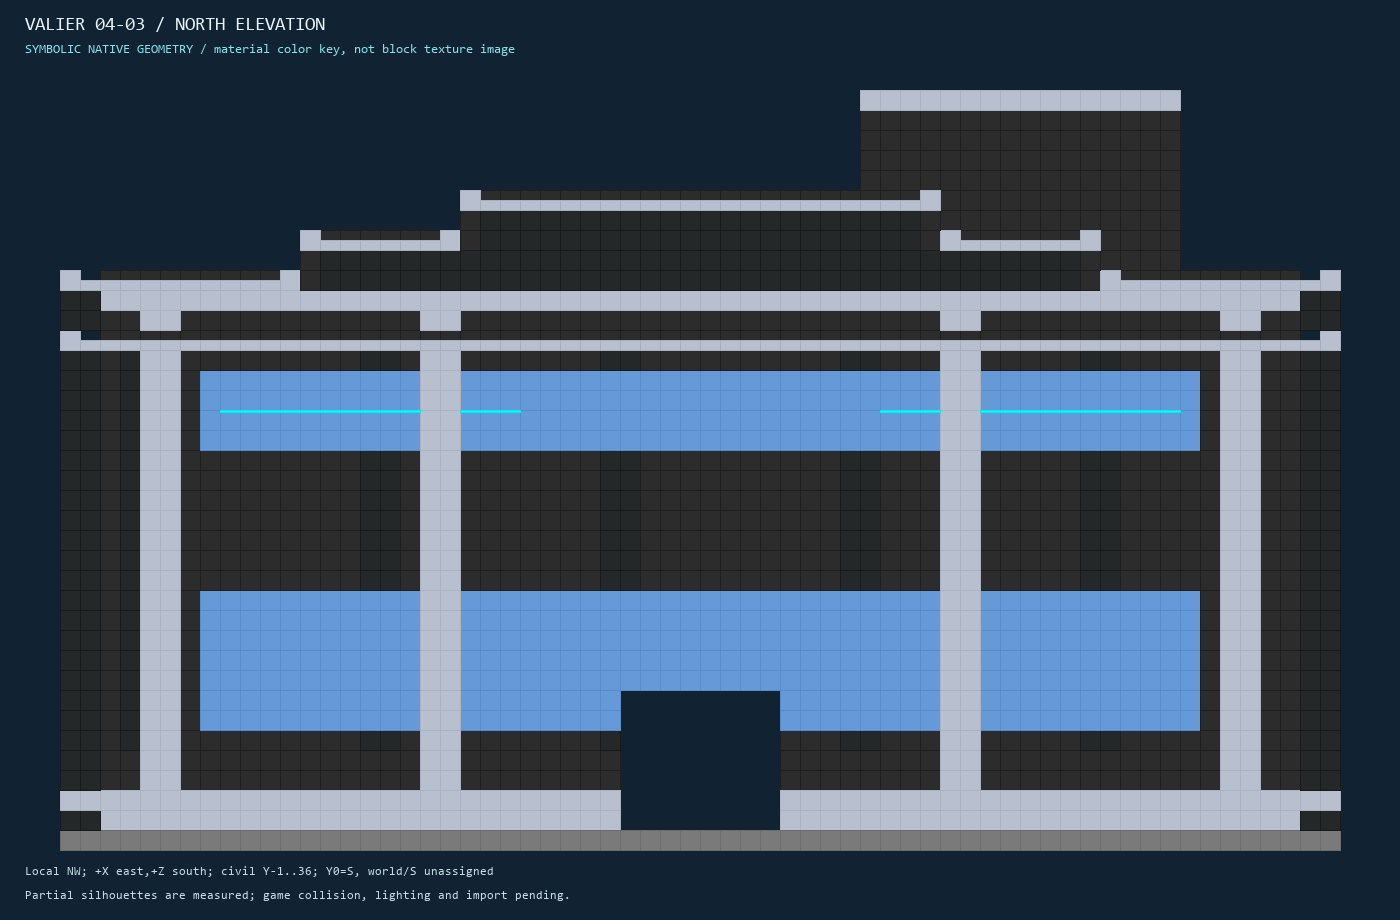 VALIER 04-03 / NORTH ELEVATION
SYMBOLIC NATIVE GEOMETRY / material color key, not block texture image
Local NW; +X east,+Z south; civil Y-1..36; Y0=S, world/S unassigned
Partial silhouettes are measured; game collision, lighting and import pending.